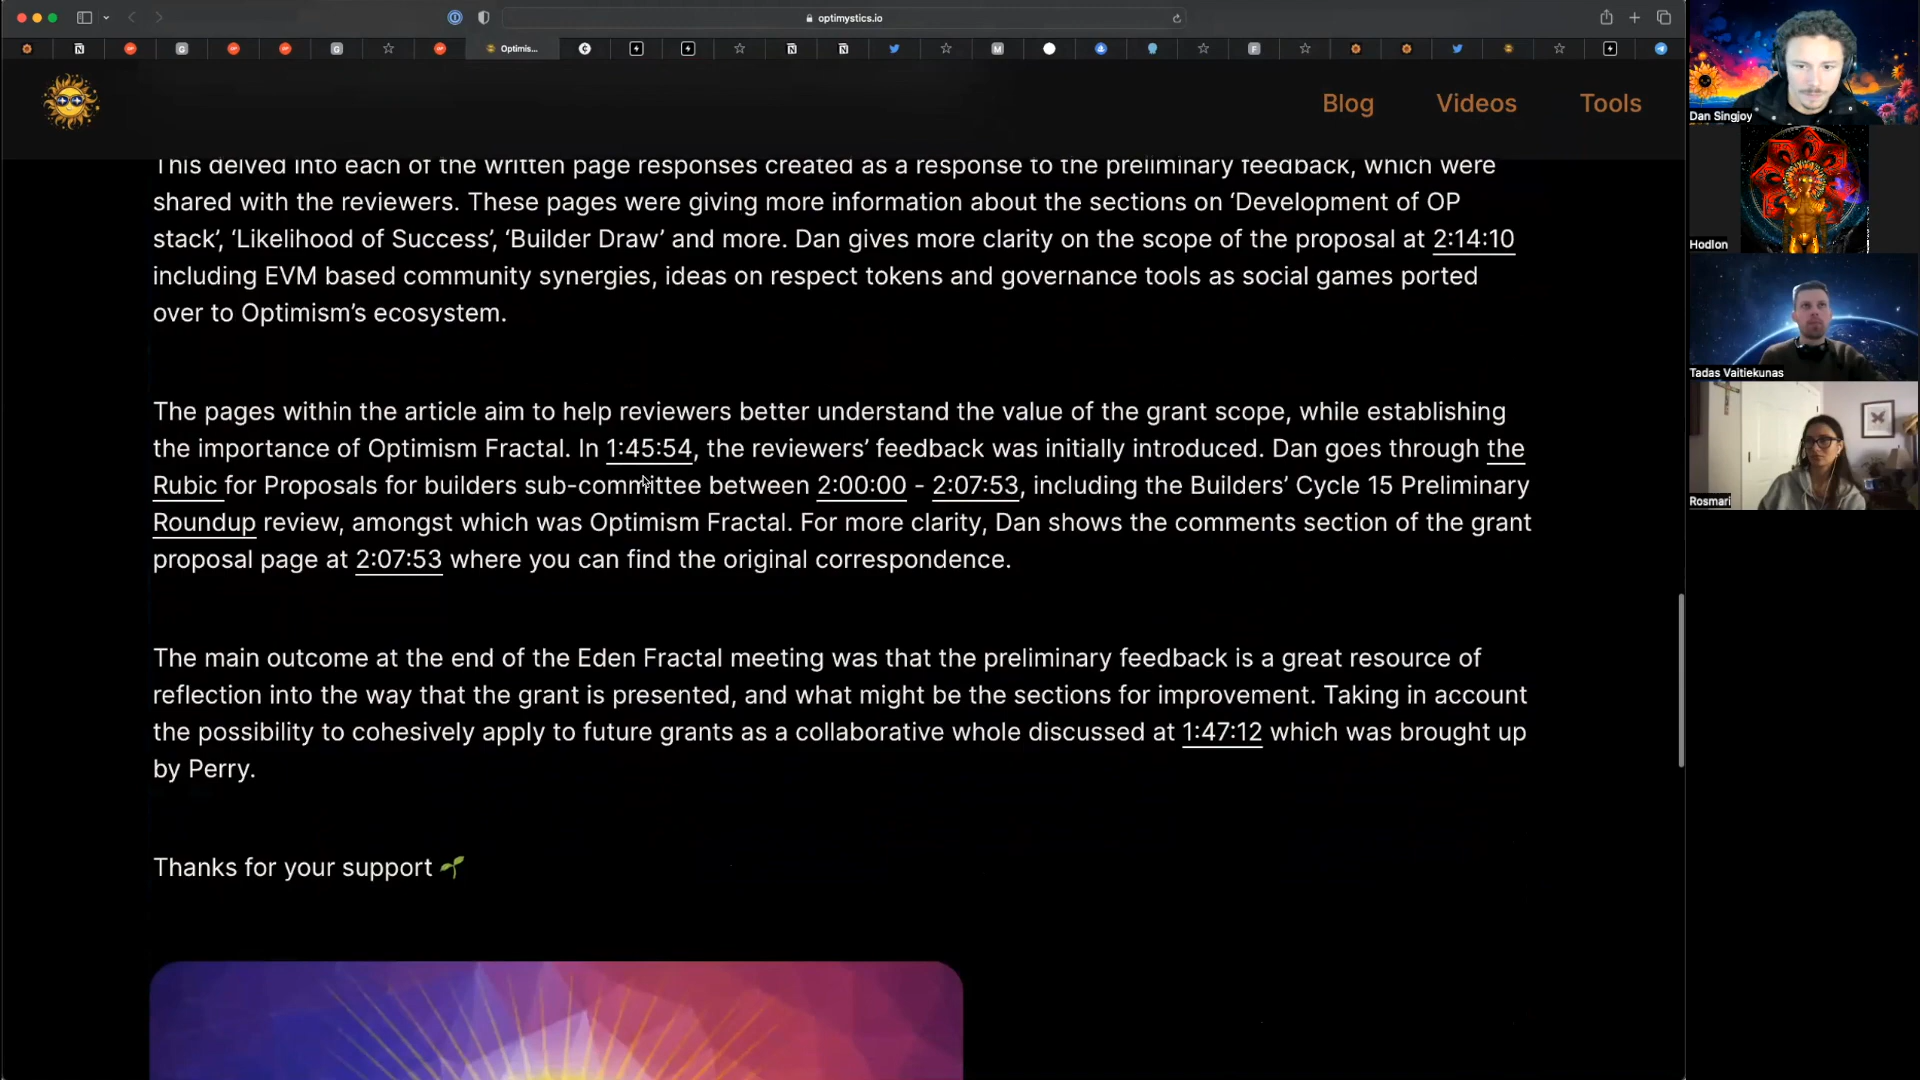 optimystics.io
Optimis...
Blog
Videos
Tools
This delved into each of the written page responses created as a response to the preliminary feedback, which were
shared with the reviewers. These pages were giving more information about the sections on ‘Development of OP
stack’, ‘Likelihood of Success’, ‘Builder Draw’ and more. Dan gives more clarity on the scope of the proposal at 2:14:10
including EVM based community synergies, ideas on respect tokens and governance tools as social games ported
over to Optimism’s ecosystem.
The pages within the article aim to help reviewers better understand the value of the grant scope, while establishing
the importance of Optimism Fractal. In 1:45:54, the reviewers’ feedback was initially introduced. Dan goes through the
Rubic for Proposals for builders sub-committee between 2:00:00 - 2:07:53, including the Builders’ Cycle 15 Preliminary
Roundup review, amongst which was Optimism Fractal. For more clarity, Dan shows the comments section of the grant
proposal page at 2:07:53 where you can find the original correspondence.
The main outcome at the end of the Eden Fractal meeting was that the preliminary feedback is a great resource of
reflection into the way that the grant is presented, and what might be the sections for improvement. Taking in account
the possibility to cohesively apply to future grants as a collaborative whole discussed at 1:47:12 which was brought up
by Perry.
Thanks for your support 🌱
Dan Singjoy
Hodlon
Tadas Vaitiekunas
Rosmari